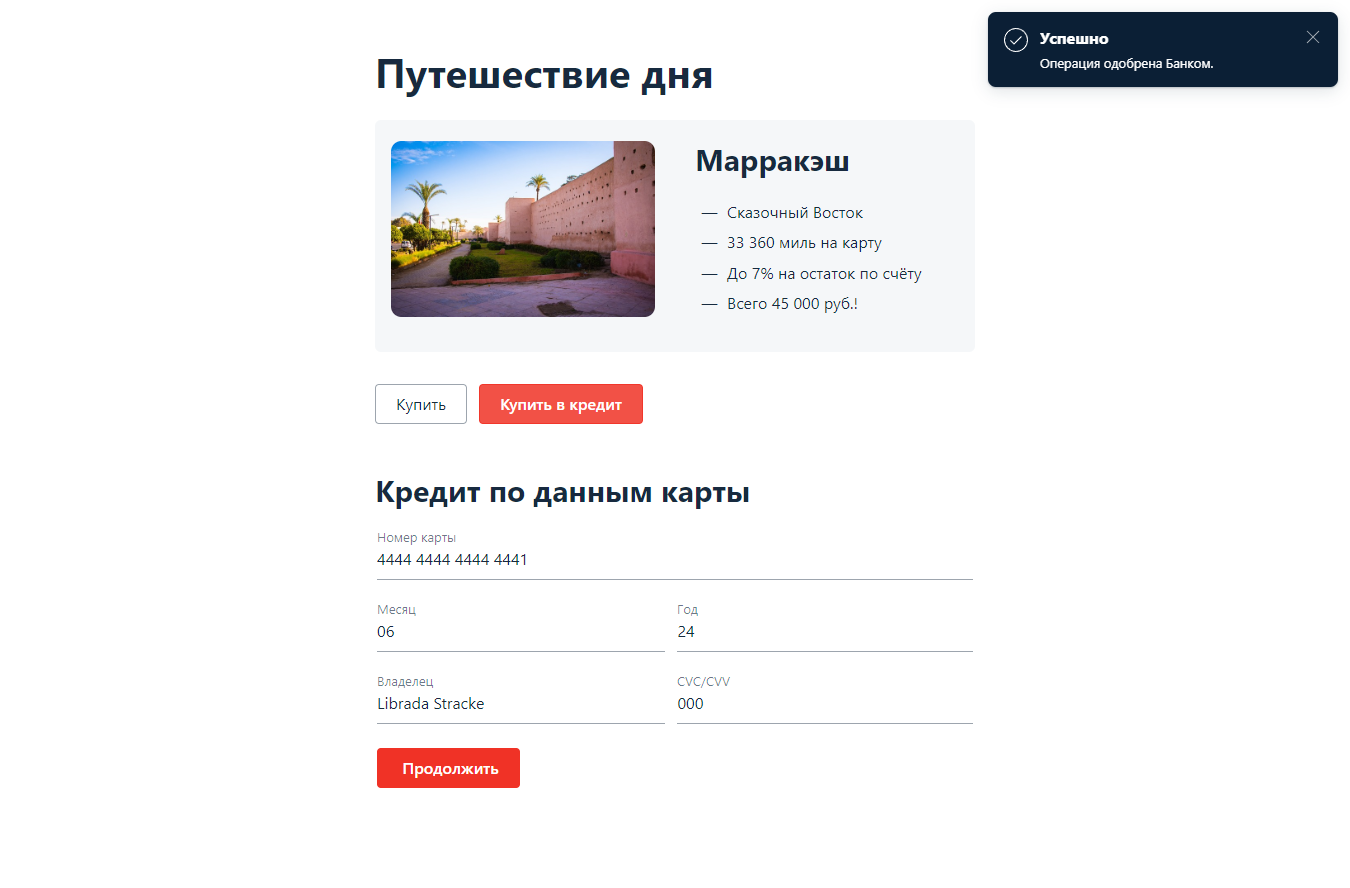 Успешно
Операция одобрена Банком.
Путешествие дня
Марракэш
— Сказочный Восток
— 33 360 миль на карту
— До 7% на остаток по счёту
— Всего 45 000 руб.!
Купить
Купить в кредит
Кредит по данным карты
Номер карты
4444 4444 4444 4441
Месяц
06
Год
24
Владелец
Librada Stracke
CVC/CVV
000
Продолжить